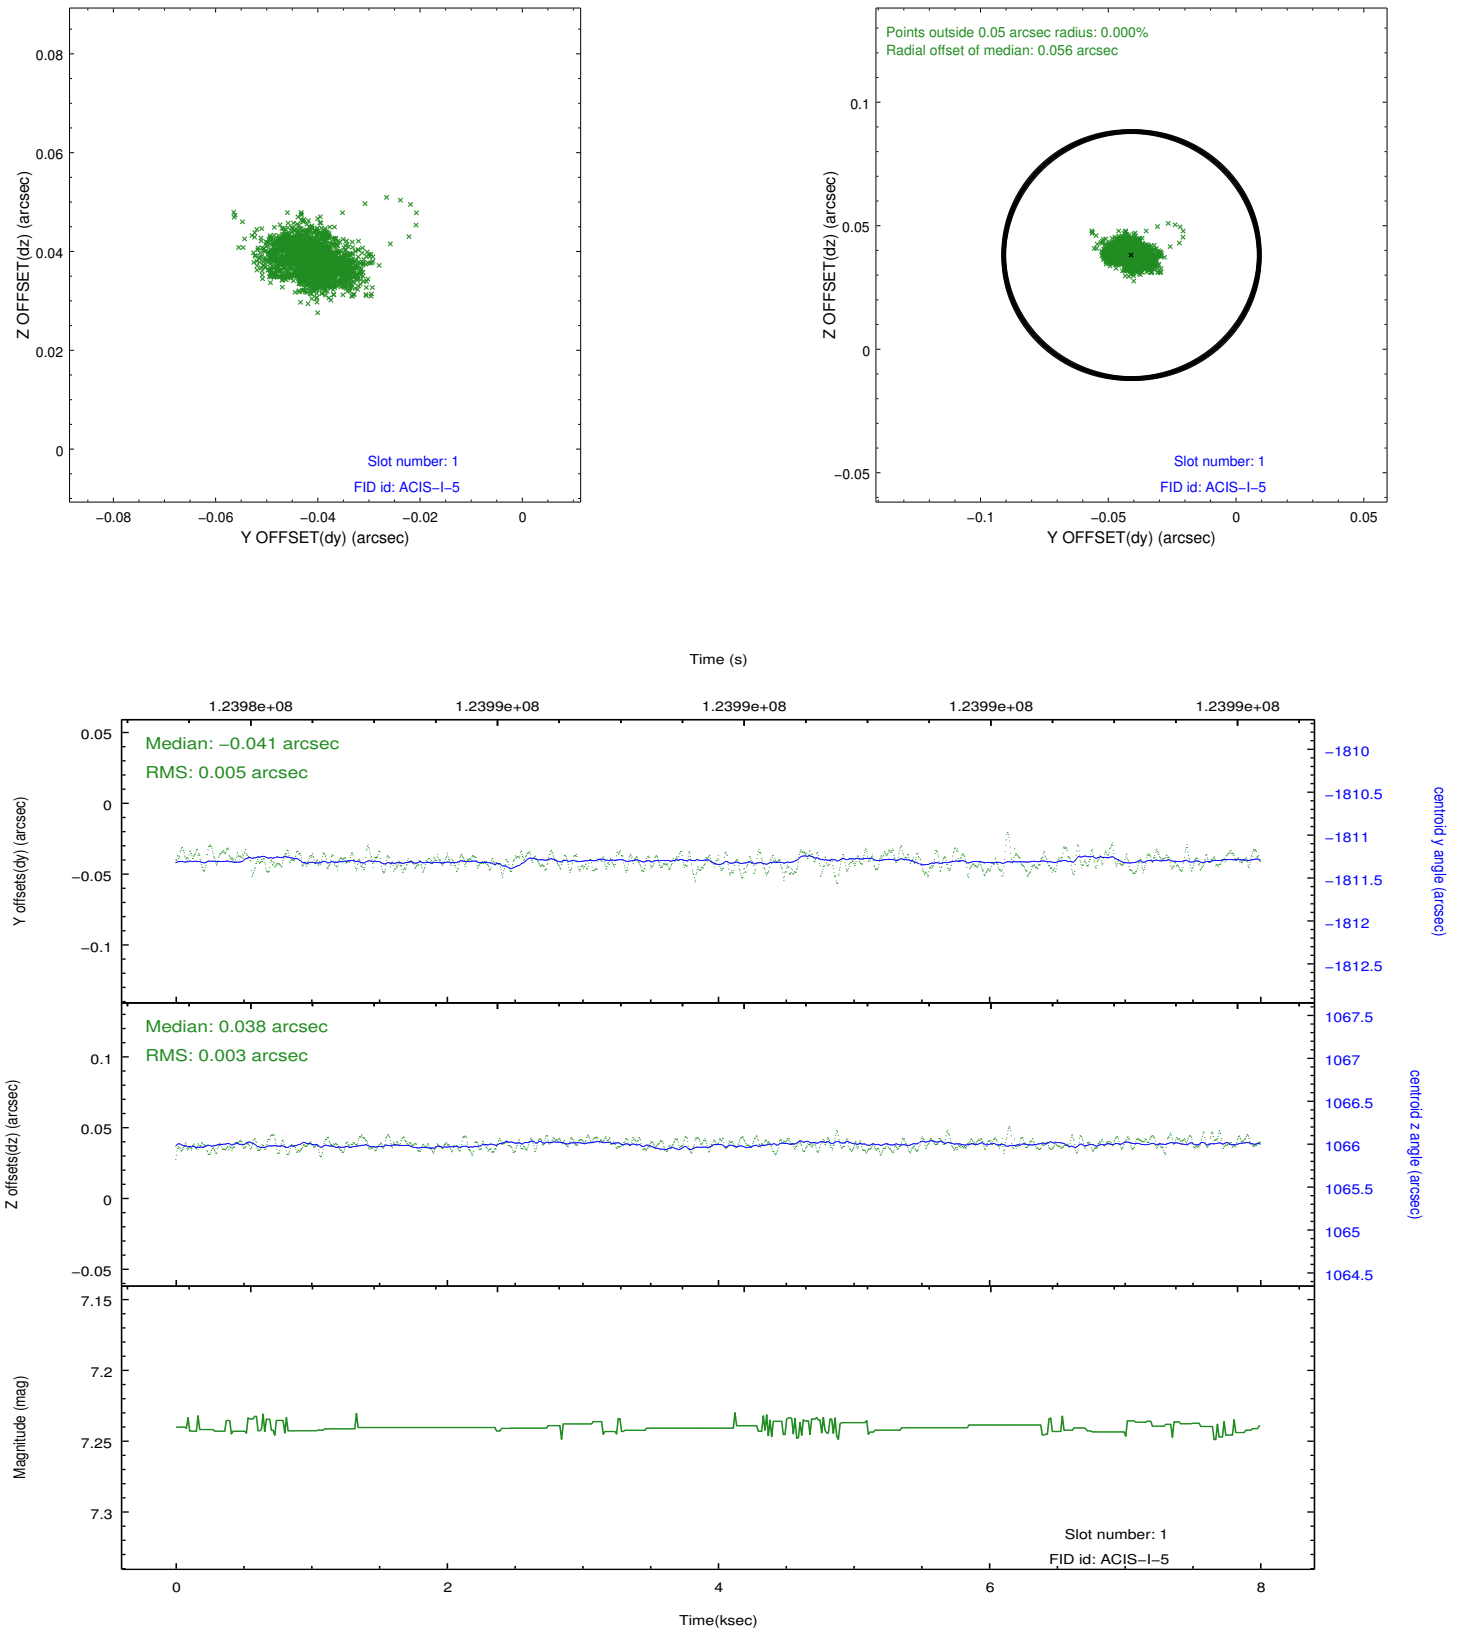 0.08
0.06
0.04
0.02
0
Z OFFSET(dz) (arcsec)
Slot number: 1
FID id: ACIS−I−5
−0.08
−0.06
−0.04
−0.02
0
Y OFFSET(dy) (arcsec)
Points outside 0.05 arcsec radius: 0.000%
Radial offset of median: 0.056 arcsec
0.1
0.05
0
−0.05
Z OFFSET(dz) (arcsec)
Slot number: 1
FID id: ACIS−I−5
−0.1
−0.05
0
0.05
Y OFFSET(dy) (arcsec)
Time (s)
1.2398e+08
1.2399e+08
1.2399e+08
1.2399e+08
1.2399e+08
Median: −0.041 arcsec
RMS: 0.005 arcsec
0.05
0
−0.05
−0.1
Y offsets(dy) (arcsec)
−1810
−1810.5
−1811
−1811.5
−1812
−1812.5
centroid y angle (arcsec)
Median: 0.038 arcsec
RMS: 0.003 arcsec
0.1
0.05
0
−0.05
Z offsets(dz) (arcsec)
1067.5
1067
1066.5
1066
1065.5
1065
1064.5
centroid z angle (arcsec)
7.15
7.2
7.25
7.3
Magnitude (mag)
Slot number: 1
FID id: ACIS−I−5
0
2
4
6
8
Time(ksec)